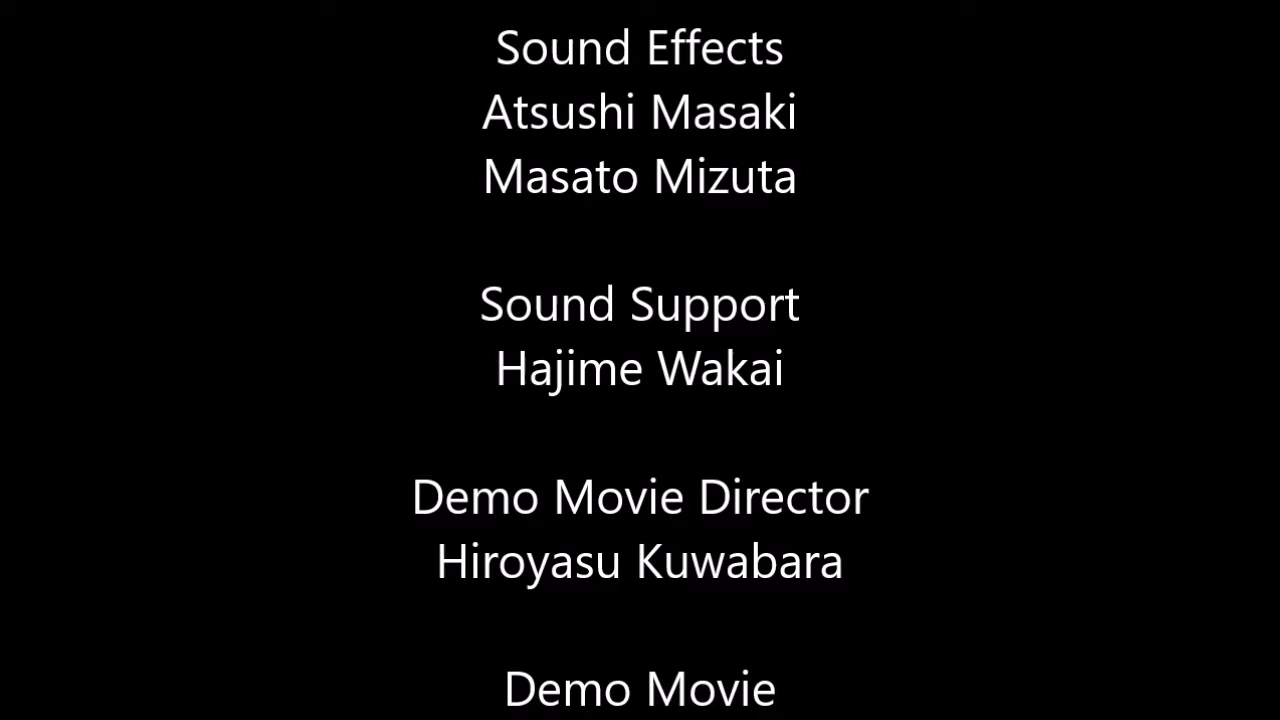 Sound Effects
Atsushi Masaki
Masato Mizuta
Sound Support
Hajime Wakai
Demo Movie Director
Hiroyasu Kuwabara
Demo Movie